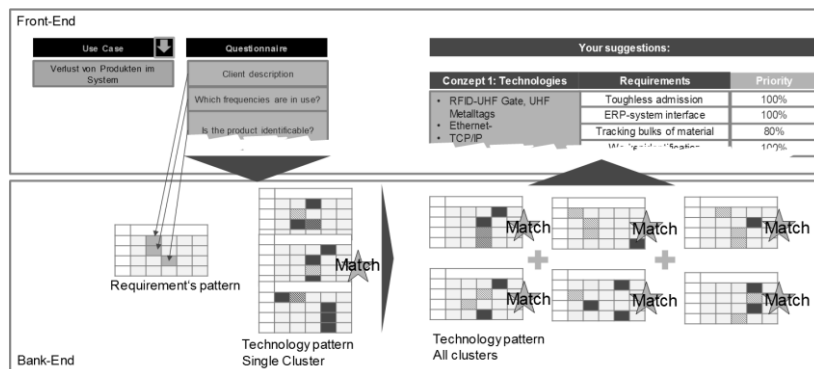 Front-End
Use Case
Verlust von Produkten im
System
Questionnaire
Client description
Which frequencies are in use?
Is the product identifiable?
Your suggestions:
Conzept 1: Technologies
Requirements
Priority
• RFID-UHF Gate, UHF
Metalltags
• Ethernet-
• TCP/IP
Toughless admission
100%
ERP-system interface
100%
Tracking bulks of material
80%
100%
Requirement's pattern
Match
Technology pattern
Single Cluster
Match
Match
Match
Match
Match
Match
Technology pattern
All clusters
Bank-End